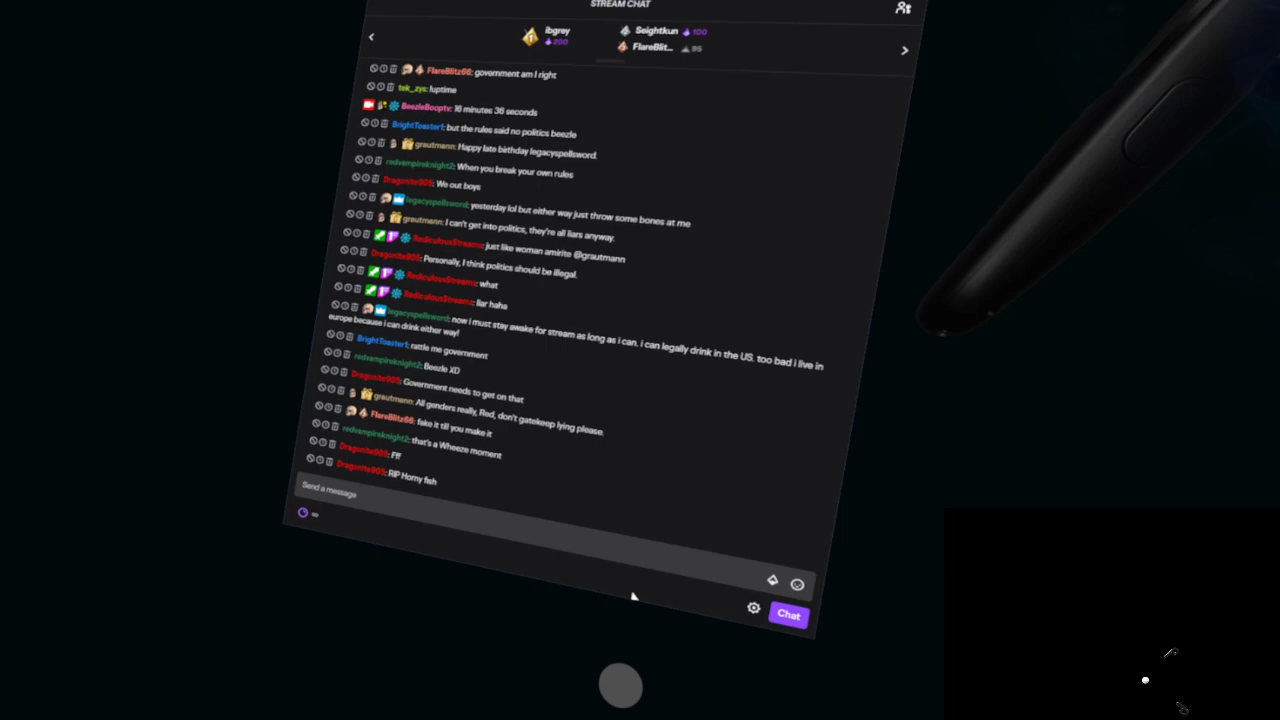 STREAM CHAT
ibgrey
200
Seightkun 100
FlareBlit... 95
FlareBlitz66: government am I right
tek_zys: !uptime
BeezleBooptv: 16 minutes 36 seconds
BrightToaster1: but the rules said no politics beezle
grautmann: Happy late birthday legacyspellsword.
redvampireknight2: When you break your own rules
Dragonite905: We out boys
legacyspellsword: yesterday lol but either way just throw some bones at me
grautmann: I can't get into politics, they're all liars anyway.
RediculousStreams: just like woman amirite @grautmann
Dragonite905: Personally, I think politics should be illegal.
RediculousStreams: what
RediculousStreams: liar haha
legacyspellsword: now i must stay awake for stream as long as i can. i can legally drink in the US. too bad i live in
europe because i can drink either way!
BrightToaster1: rattle me government
redvampireknight2: Beezle XD
Dragonite905: Government needs to get on that
grautmann: All genders really, Red, don't gatekeep lying please.
FlareBlitz66: fake it till you make it
redvampireknight2: that's a Wheeze moment
Dragonite905: Fff
Dragonite905: RIP Horny fish
Send a message
Chat